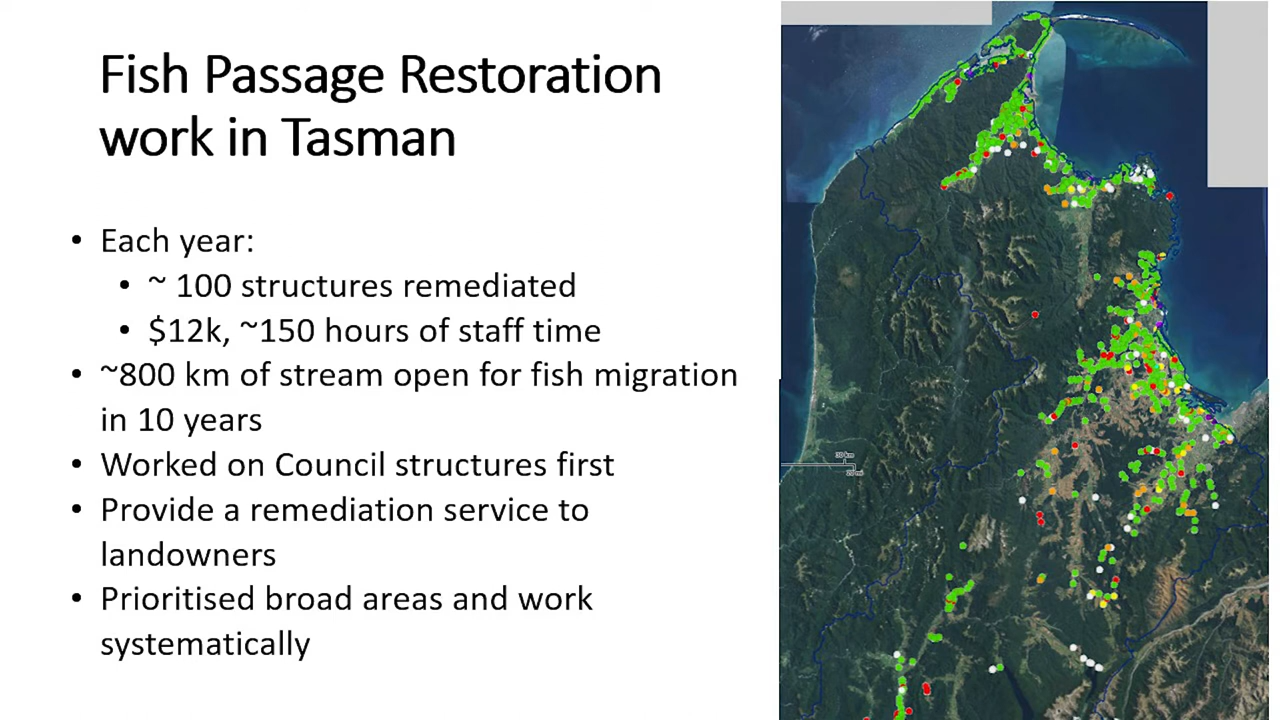 Fish Passage Restoration
work in Tasman
• Each year:
• ~ 100 structures remediated
• $12k, ~150 hours of staff time
• ~800 km of stream open for fish migration
in 10 years
• Worked on Council structures first
• Provide a remediation service to
landowners
• Prioritised broad areas and work
systematically